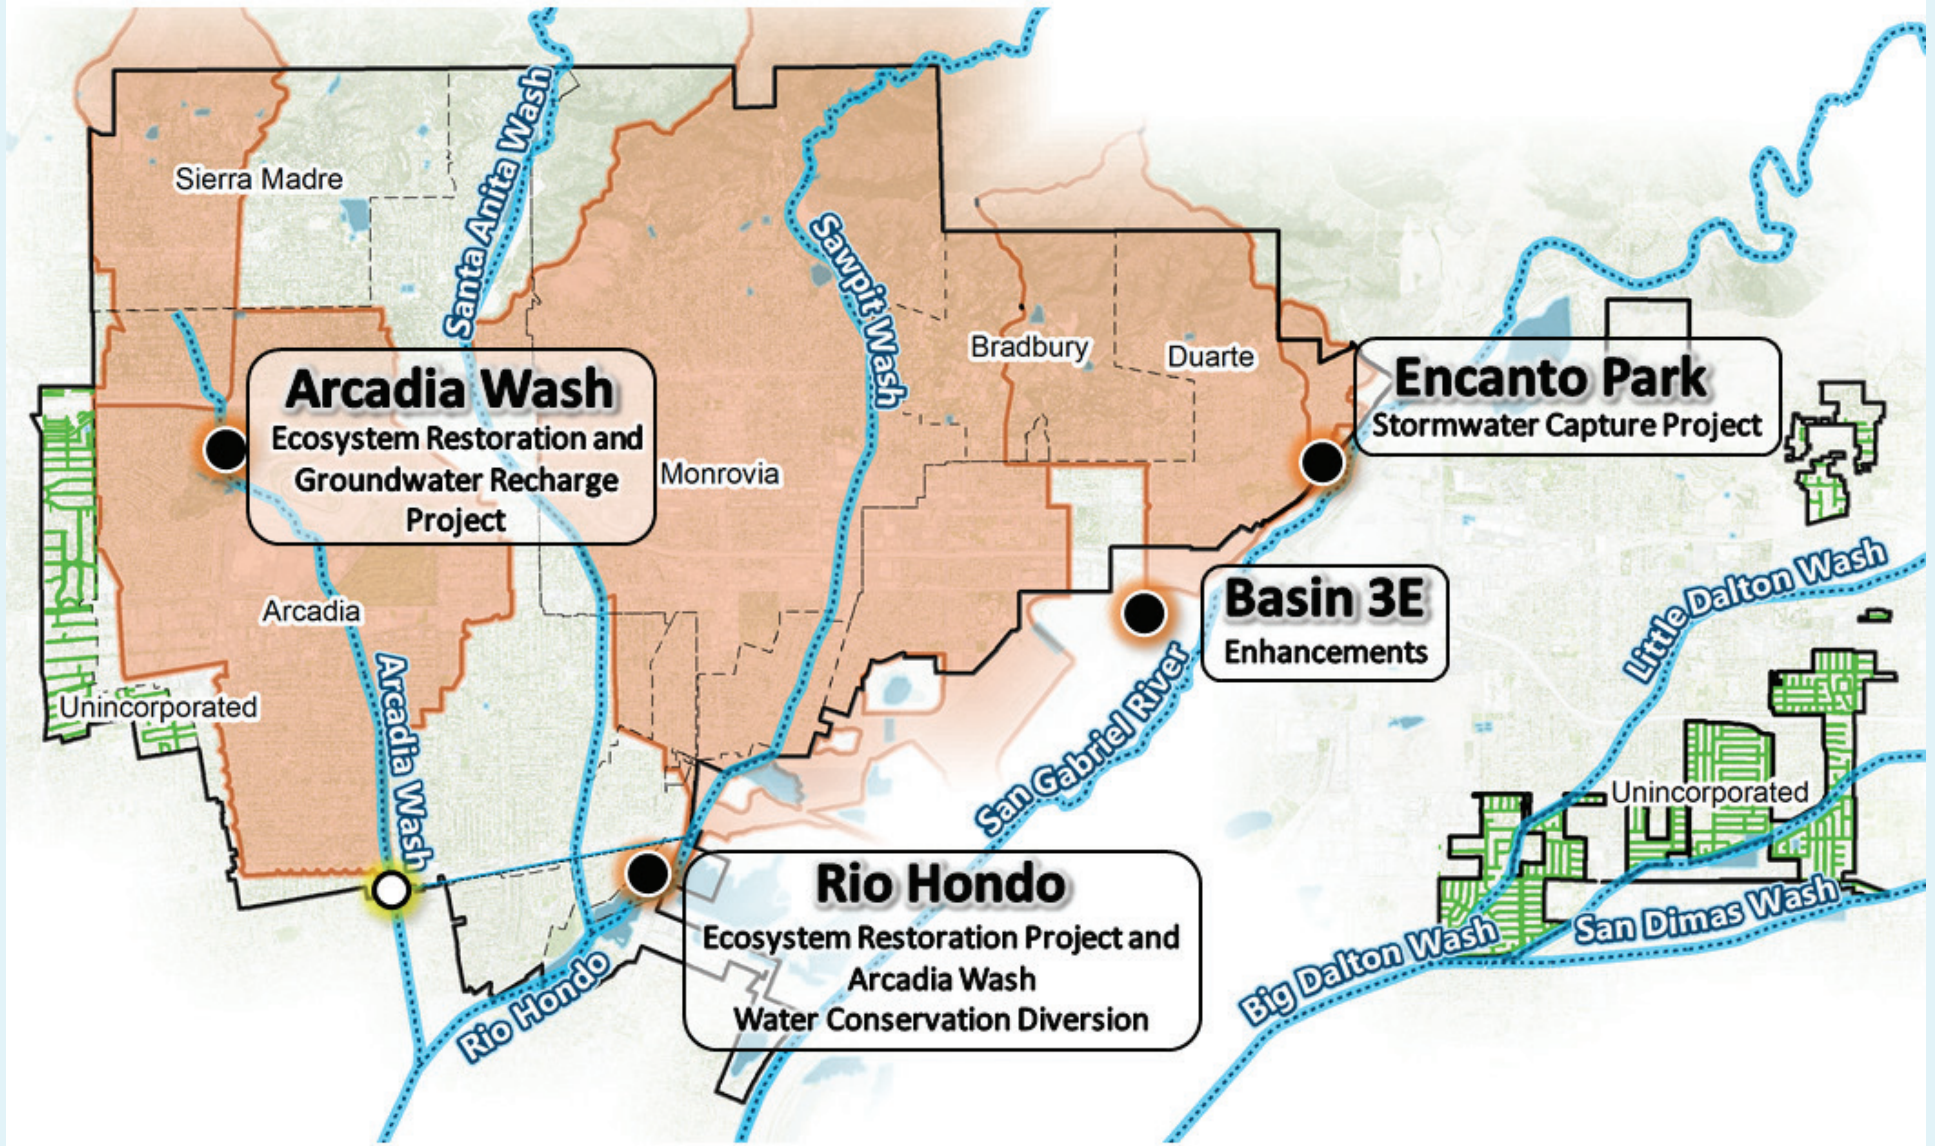 Sierra Madre
Santa Anita Wash
Sawpit Wash
Bradbury
Duarte
Encanto Park
Stormwater Capture Project
Arcadia Wash
Ecosystem Restoration and
Groundwater Recharge
Project
Monrovia
Arcadia
Basin 3E
Enhancements
Little Dalton Wash
Unincorporated
Arcadia Wash
San Gabriel River
Unincorporated
Rio Hondo
Ecosystem Restoration Project and
Arcadia Wash
Water Conservation Diversion
Rio Hondo
Big Dalton Wash
San Dimas Wash